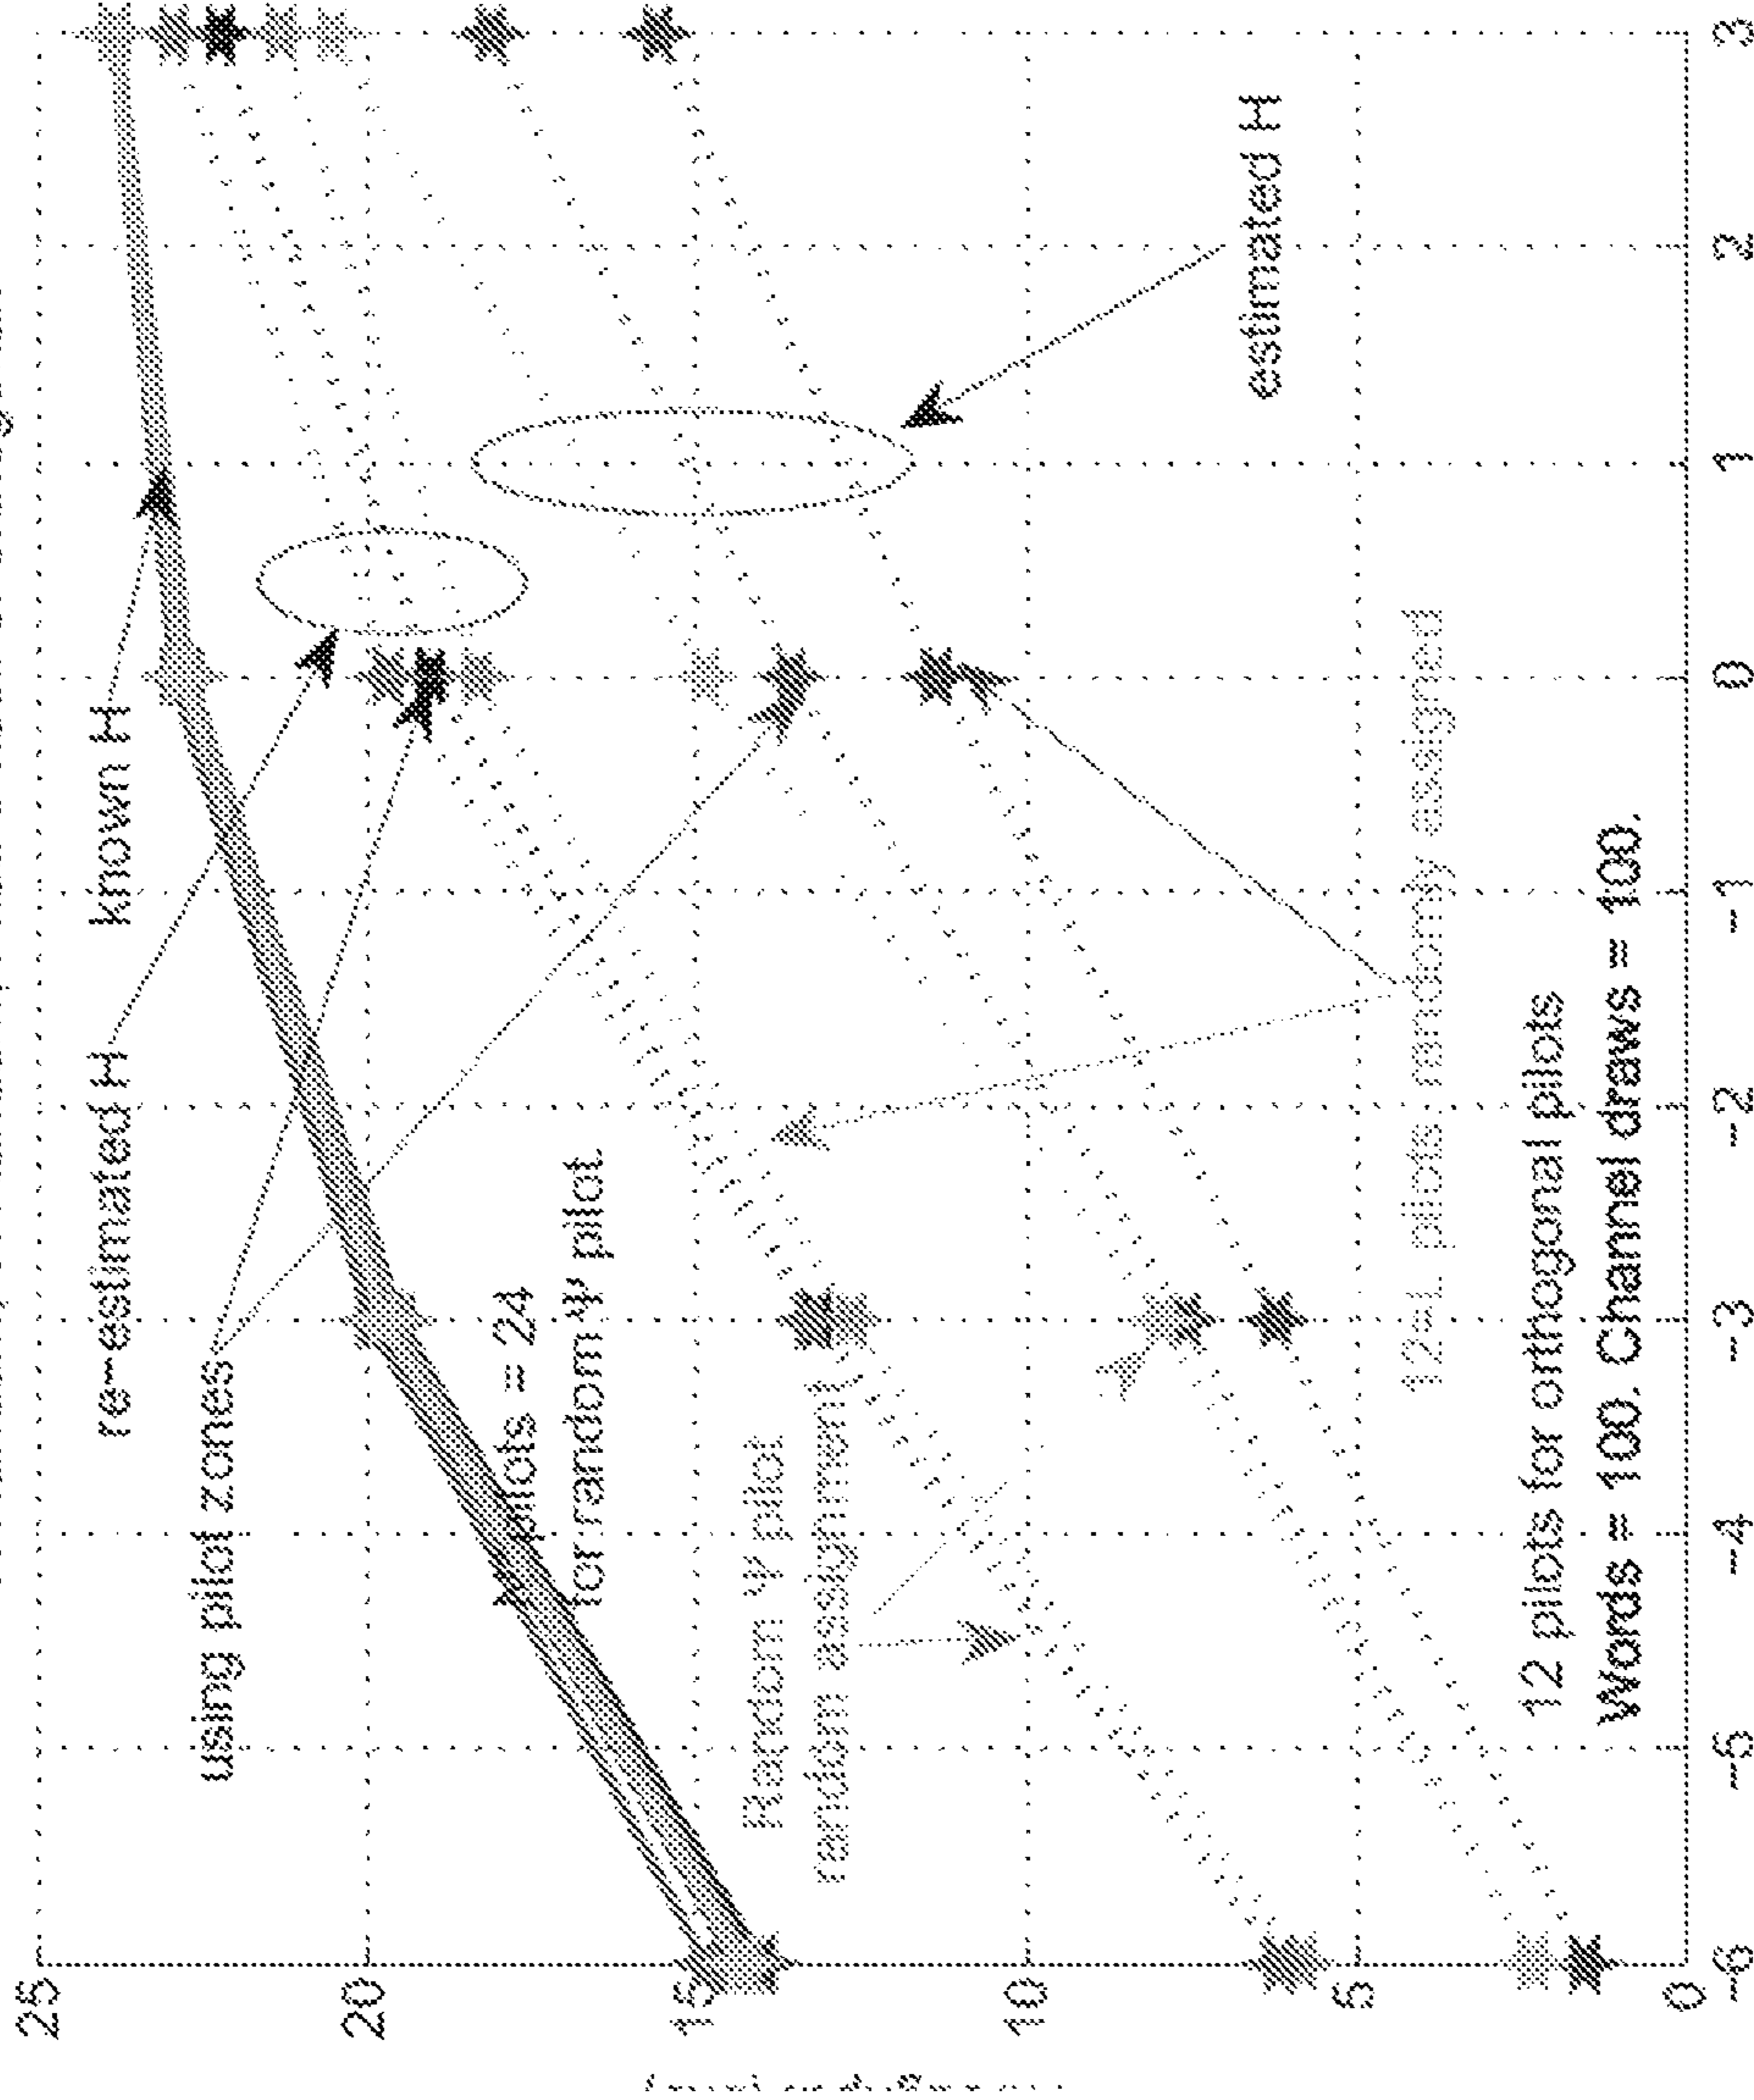 known H
re-estimated H
using pilot zones
Ψ pilots = 24
for random Ψ pilot.
Random Ψ pilot
random assignment
estimated H
12=L pilots randomly assigned
12 pilots for orthogonal pilots
Words = 100. Channel draws = 100.
25
20
15
10
5
0
-6
-5
-4
-3
-2
-1
0
1
2
3